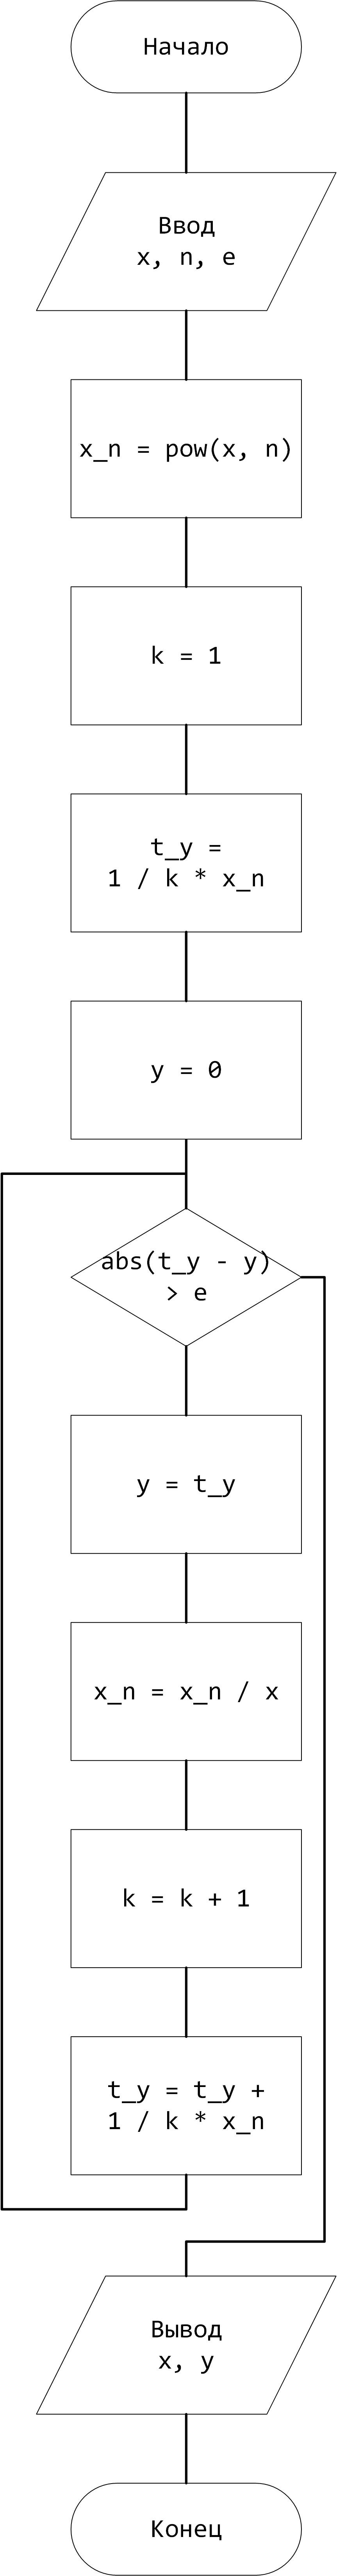 Начало
Ввод
x, n, e
x_n = pow(x, n)
k = 1
t_y =
1 / k * x_n
y = 0
abs(t_y - y)
> e
y = t_y
x_n = x_n / x
k = k + 1
t_y = t_y +
1 / k * x_n
Вывод
x, y
Конец